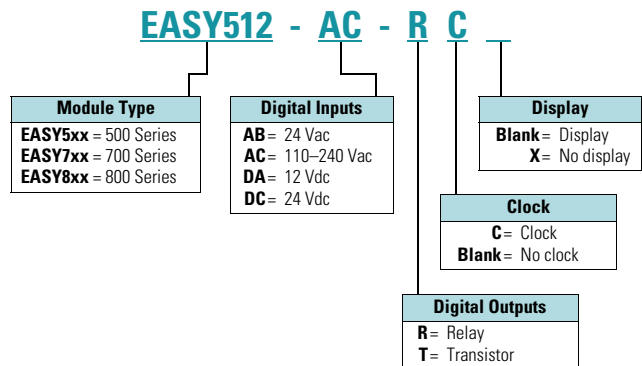 EASY512 - AC - R C
Module Type
EASY5xx = 500 Series
EASY7xx = 700 Series
EASY8xx = 800 Series
Digital Inputs
AB = 24 Vac
AC = 110–240 Vac
DA = 12 Vdc
DC = 24 Vdc
Display
Blank = Display
X = No display
Clock
C = Clock
Blank = No clock
Digital Outputs
R = Relay
T = Transistor